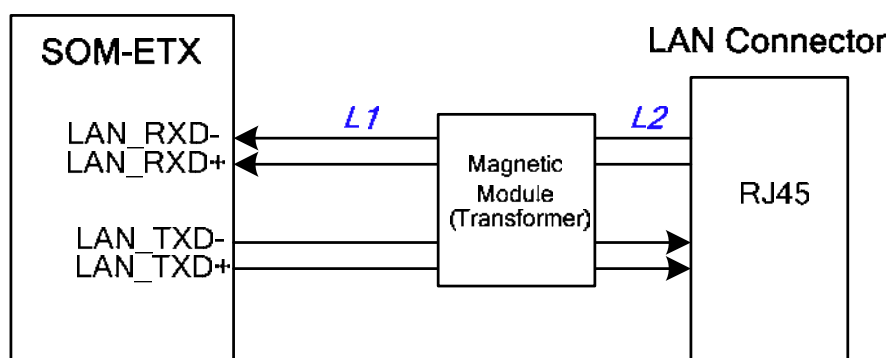 SOM-ETX
LAN Connector
LAN_RXD-
LAN_RXD+
L1
L2
Magnetic
Module
(Transformer)
RJ45
LAN_TXD-
LAN_TXD+